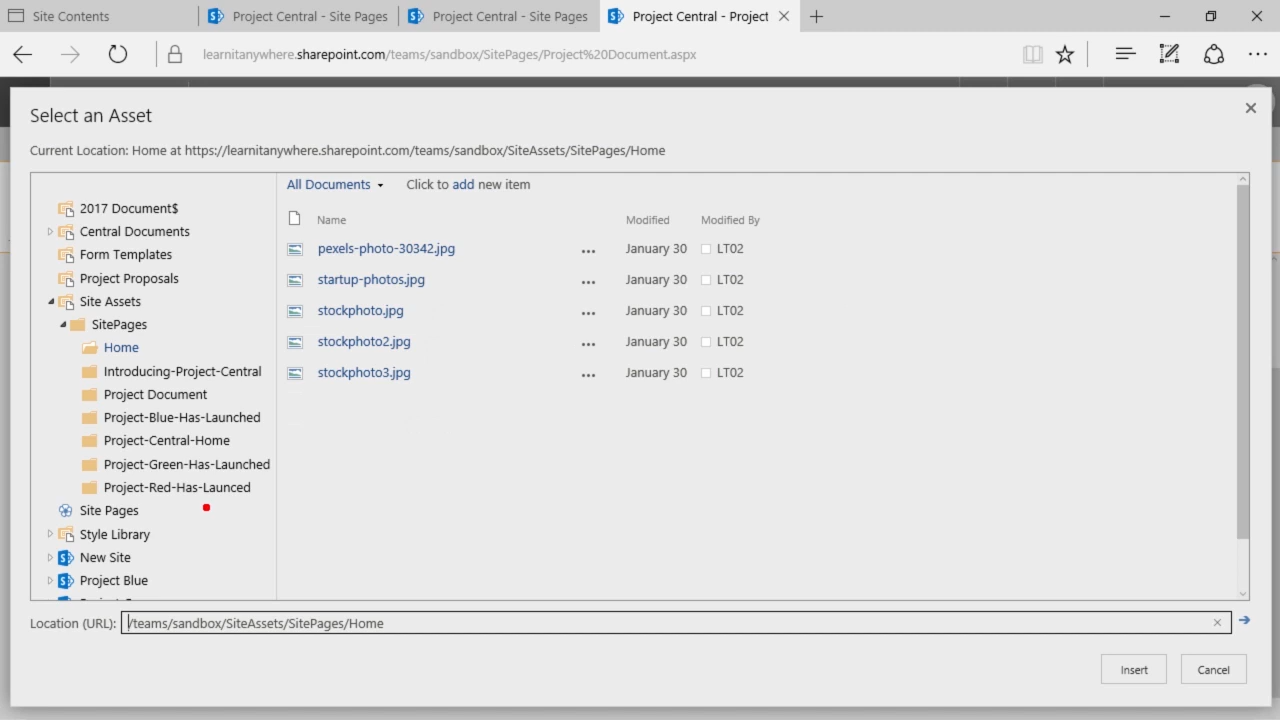 Site Contents
Project Central - Site Pages
Project Central - Site Pages
Project Central - Project
learnitanywhere.sharepoint.com/teams/sandbox/SitePages/Project%20Document.aspx
Select an Asset
Current Location: Home at https://learnitanywhere.sharepoint.com/teams/sandbox/SiteAssets/SitePages/Home
2017 Document$
Central Documents
Form Templates
Project Proposals
Site Assets
SitePages
Home
Introducing-Project-Central
Project Document
Project-Blue-Has-Launched
Project-Central-Home
Project-Green-Has-Launched
Project-Red-Has-Launced
Site Pages
Style Library
New Site
Project Blue
All Documents Click to add new item
Name Modified Modified By
pexels-photo-30342.jpg ... January 30 LT02
startup-photos.jpg ... January 30 LT02
stockphoto.jpg ... January 30 LT02
stockphoto2.jpg ... January 30 LT02
stockphoto3.jpg ... January 30 LT02
Location (URL): /teams/sandbox/SiteAssets/SitePages/Home
Insert
Cancel